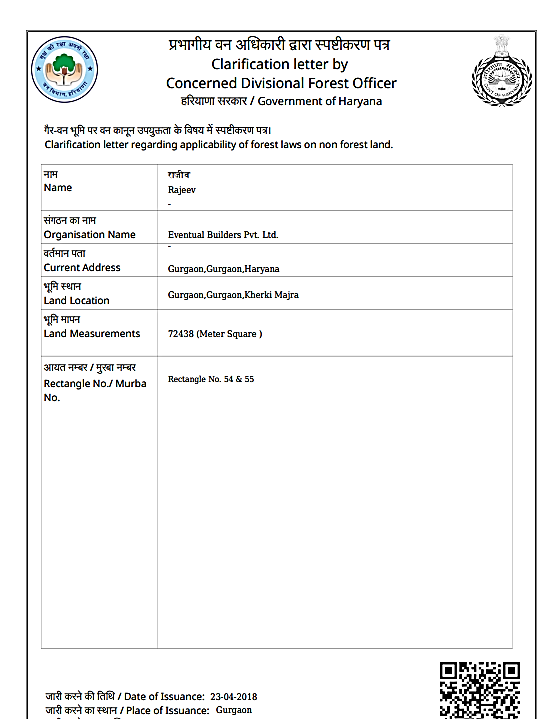 प्रभागीय वन अधिकारी द्वारा स्पष्टीकरण पत्र
Clarification letter by
Concerned Divisional Forest Officer
हरियाणा सरकार / Government of Haryana
गैर-वन भूमि पर वन कानून उपयुक्तता के विषय में स्पष्टीकरण पत्र।
Clarification letter regarding applicability of forest laws on non forest land.
नाम
Name
राजीव
Rajeev
-
संगठन का नाम
Organisation Name
Eventual Builders Pvt. Ltd.
-
वर्तमान पता
Current Address
Gurgaon,Gurgaon,Haryana
भूमि स्थान
Land Location
Gurgaon,Gurgaon,Kherki Majra
भूमि मापन
Land Measurements
72438 (Meter Square )
आयत नम्बर / मुरबा नम्बर
Rectangle No./ Murba
No.
Rectangle No. 54 & 55
जारी करने की तिथि / Date of Issuance: 23-04-2018
जारी करने का स्थान / Place of Issuance: Gurgaon